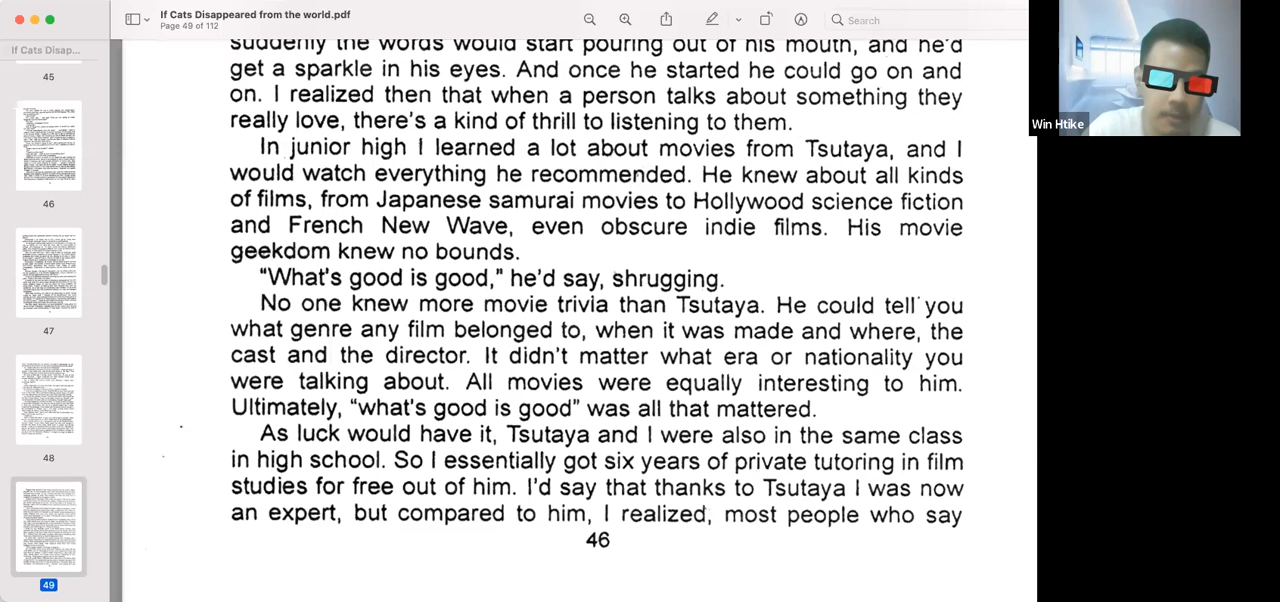 If Cats Disappeared from the world.pdf
Page 49 of 112
Search
If Cats Disap...
45
46
47
48
49
suddenly the words would start pouring out of his mouth, and he'd
get a sparkle in his eyes. And once he started he could go on and
on. I realized then that when a person talks about something they
really love, there's a kind of thrill to listening to them.
In junior high I learned a lot about movies from Tsutaya, and I
would watch everything he recommended. He knew about all kinds
of films, from Japanese samurai movies to Hollywood science fiction
and French New Wave, even obscure indie films. His movie
geekdom knew no bounds.
"What's good is good," he'd say, shrugging.
No one knew more movie trivia than Tsutaya. He could tell you
what genre any film belonged to, when it was made and where, the
cast and the director. It didn't matter what era or nationality you
were talking about. All movies were equally interesting to him.
Ultimately, "what's good is good" was all that mattered.
As luck would have it, Tsutaya and I were also in the same class
in high school. So I essentially got six years of private tutoring in film
studies for free out of him. I'd say that thanks to Tsutaya I was now
an expert, but compared to him, I realized, most people who say
46
Win Htike